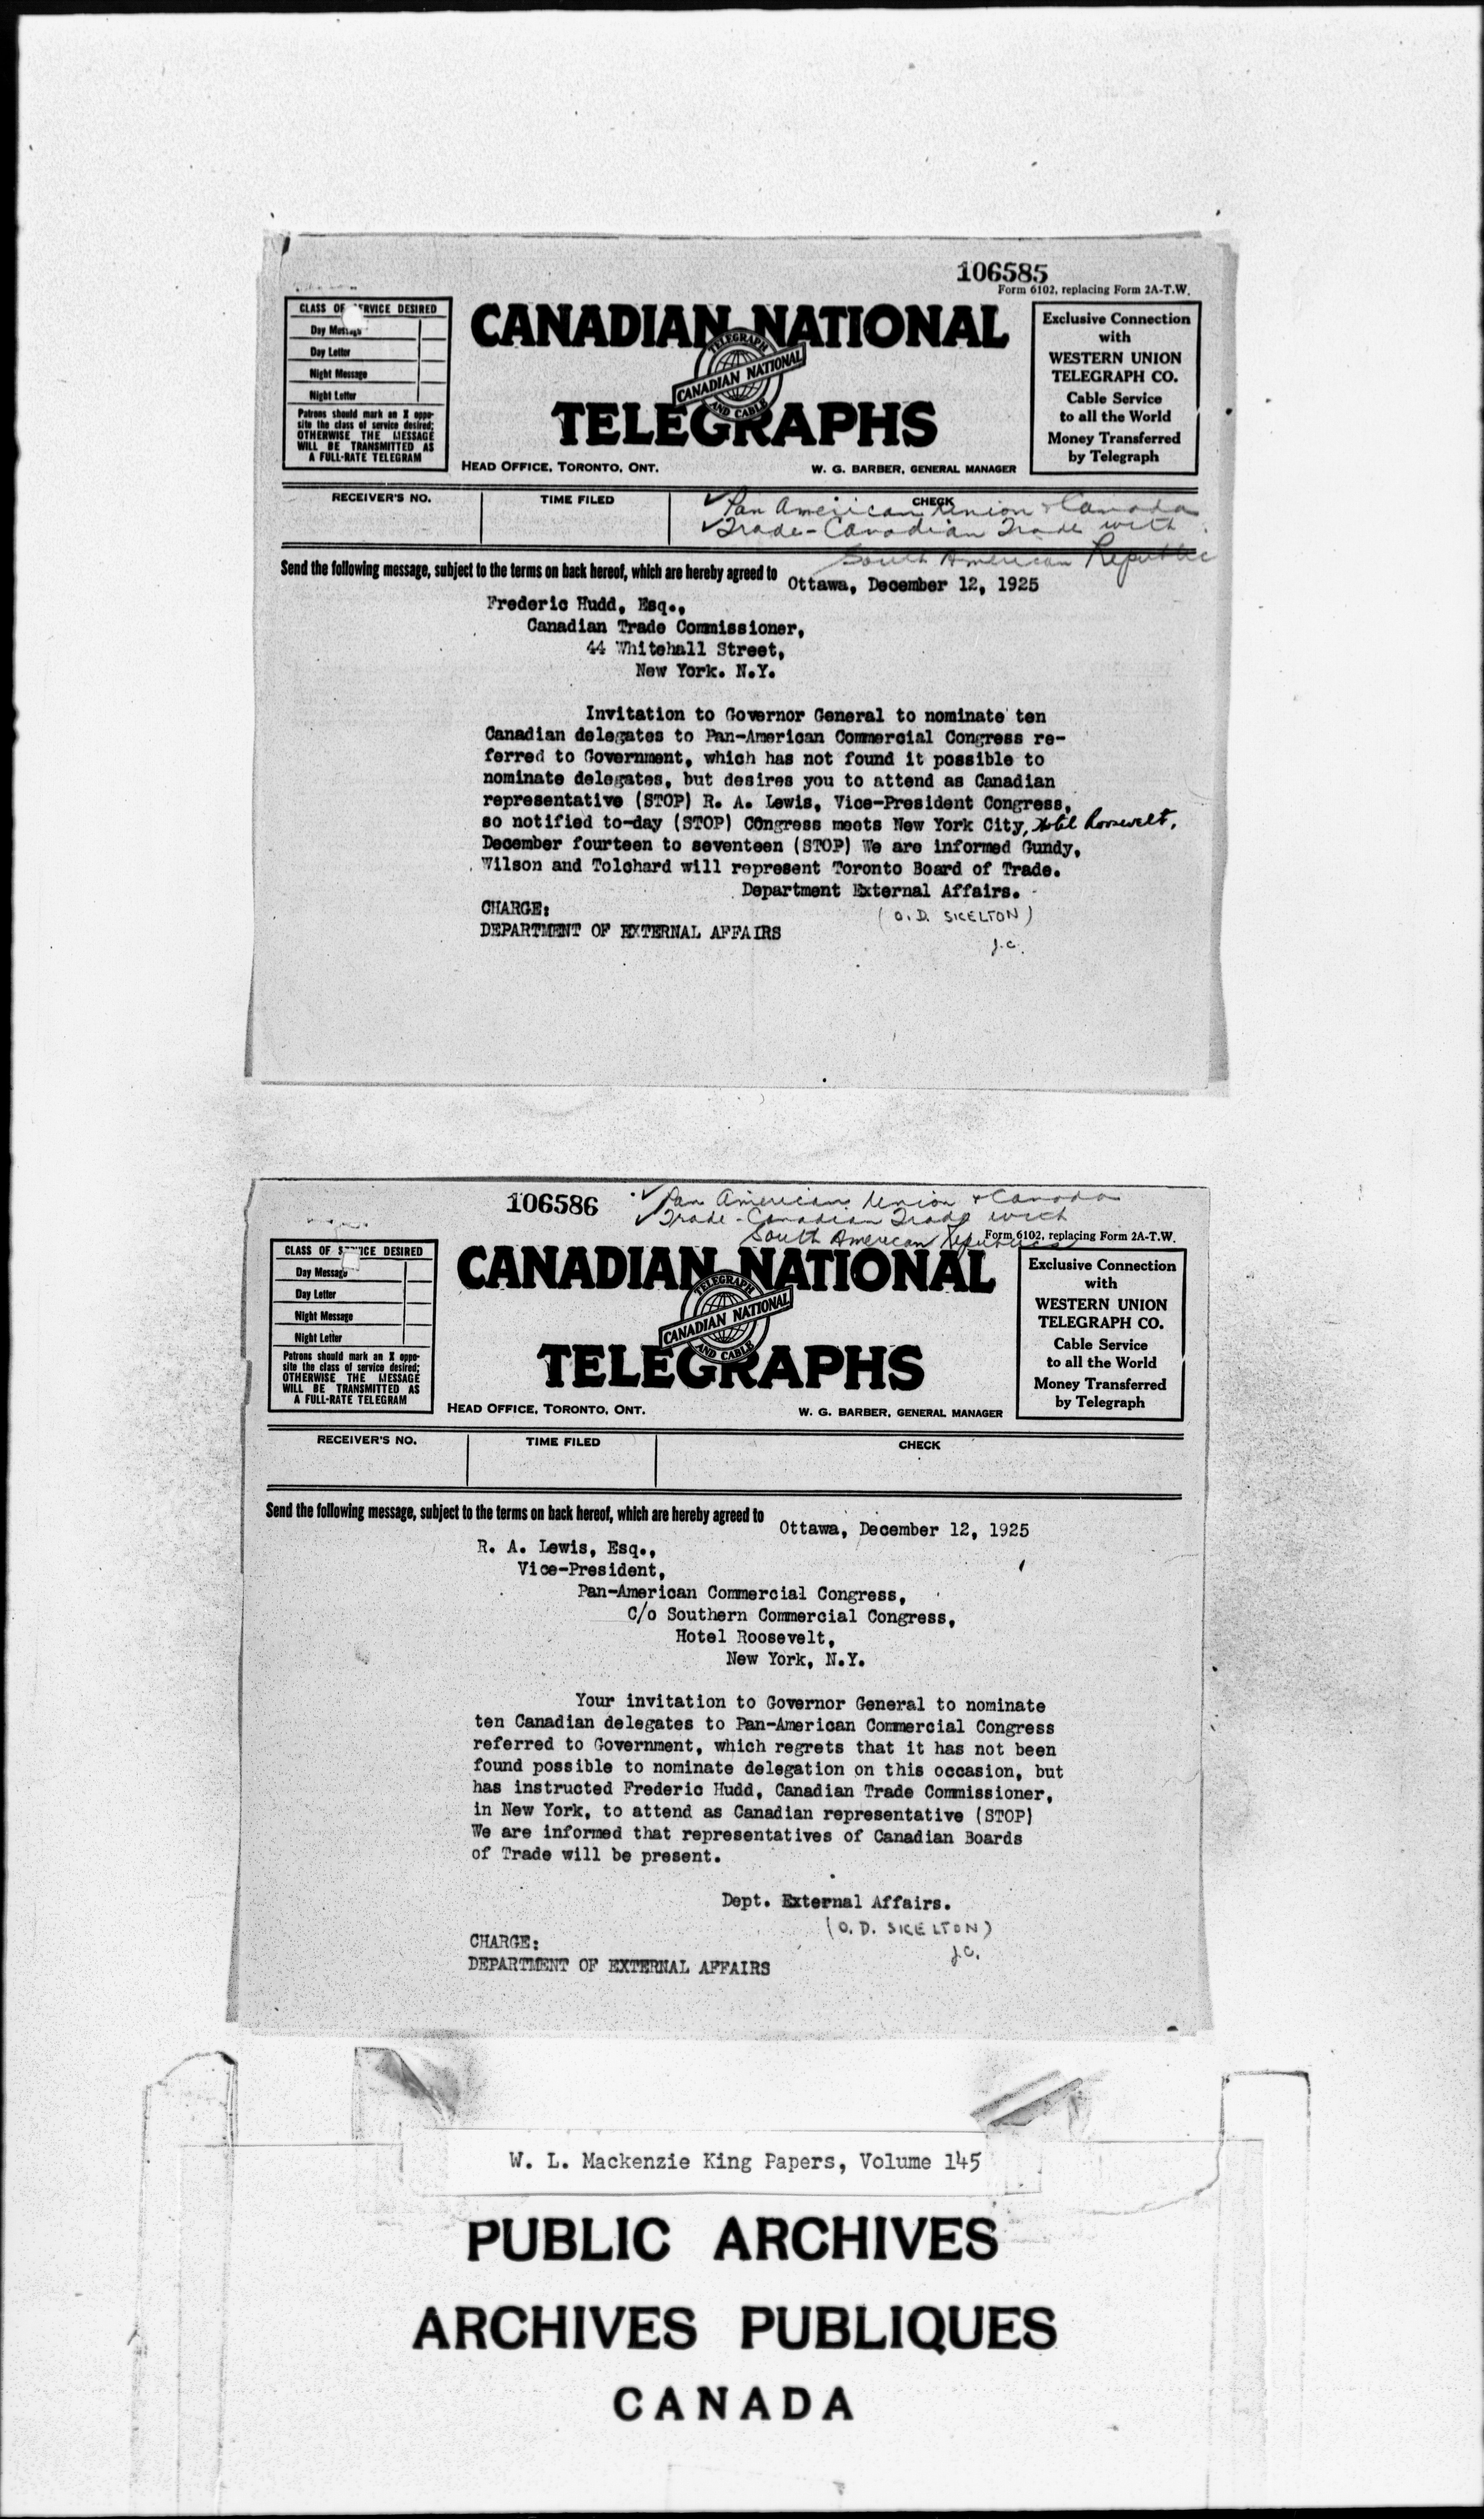 106585
Form 6102, replacing Form 2A-T.W.
CLASS OF SERVICE DESIRED
Day Message
Day Letter
Night Message
Night Letter
Patrons should mark an X oppo-
site the class of service desired;
OTHERWISE THE MESSAGE
WILL BE TRANSMITTED AS
A FULL-RATE TELEGRAM
CANADIAN NATIONAL
TELEGRAPH
CANADIAN NATIONAL
AND CABLE
TELEGRAPHS
HEAD OFFICE, TORONTO, ONT.
W. G. BARBER, GENERAL MANAGER
Exclusive Connection
with
WESTERN UNION
TELEGRAPH CO.
Cable Service
to all the World
Money Transferred
by Telegraph
RECEIVER'S NO.
TIME FILED
CHECK
Pan American Union & Canada
Trade-Canadian Trade with
South American Republic
Send the following message, subject to the terms on back hereof, which are hereby agreed to
Ottawa, December 12, 1925
Frederic Hudd, Esq.,
Canadian Trade Commissioner,
44 Whitehall Street,
New York. N.Y.
Invitation to Governor General to nominate ten
Canadian delegates to Pan-American Commercial Congress re-
ferred to Government, which has not found it possible to
nominate delegates, but desires you to attend as Canadian
representative (STOP) R. A. Lewis, Vice-President Congress,
so notified to-day (STOP) COngress meets New York City, Hotel Roosevelt,
December fourteen to seventeen (STOP) We are informed Gundy,
Wilson and Tolchard will represent Toronto Board of Trade.
Department External Affairs.
(O. D. SKELTON)
J.C.
CHARGE:
DEPARTMENT OF EXTERNAL AFFAIRS
106586
Pan American Union & Canada
Trade-Canadian Trade with
South American Republics
Form 6102, replacing Form 2A-T.W.
CLASS OF SERVICE DESIRED
Day Message
Day Letter
Night Message
Night Letter
Patrons should mark an X oppo-
site the class of service desired;
OTHERWISE THE MESSAGE
WILL BE TRANSMITTED AS
A FULL-RATE TELEGRAM
CANADIAN NATIONAL
TELEGRAPH
CANADIAN NATIONAL
AND CABLE
TELEGRAPHS
HEAD OFFICE, TORONTO, ONT.
W. G. BARBER, GENERAL MANAGER
Exclusive Connection
with
WESTERN UNION
TELEGRAPH CO.
Cable Service
to all the World
Money Transferred
by Telegraph
RECEIVER'S NO.
TIME FILED
CHECK
Send the following message, subject to the terms on back hereof, which are hereby agreed to
Ottawa, December 12, 1925
R. A. Lewis, Esq.,
Vice-President,
Pan-American Commercial Congress,
C/o Southern Commercial Congress,
Hotel Roosevelt,
New York, N.Y.
Your invitation to Governor General to nominate
ten Canadian delegates to Pan-American Commercial Congress
referred to Government, which regrets that it has not been
found possible to nominate delegation on this occasion, but
has instructed Frederic Hudd, Canadian Trade Commissioner,
in New York, to attend as Canadian representative (STOP)
We are informed that representatives of Canadian Boards
of Trade will be present.
Dept. External Affairs.
(O. D. SKELTON)
J.C.
CHARGE:
DEPARTMENT OF EXTERNAL AFFAIRS
W. L. Mackenzie King Papers, Volume 145
PUBLIC ARCHIVES
ARCHIVES PUBLIQUES
CANADA